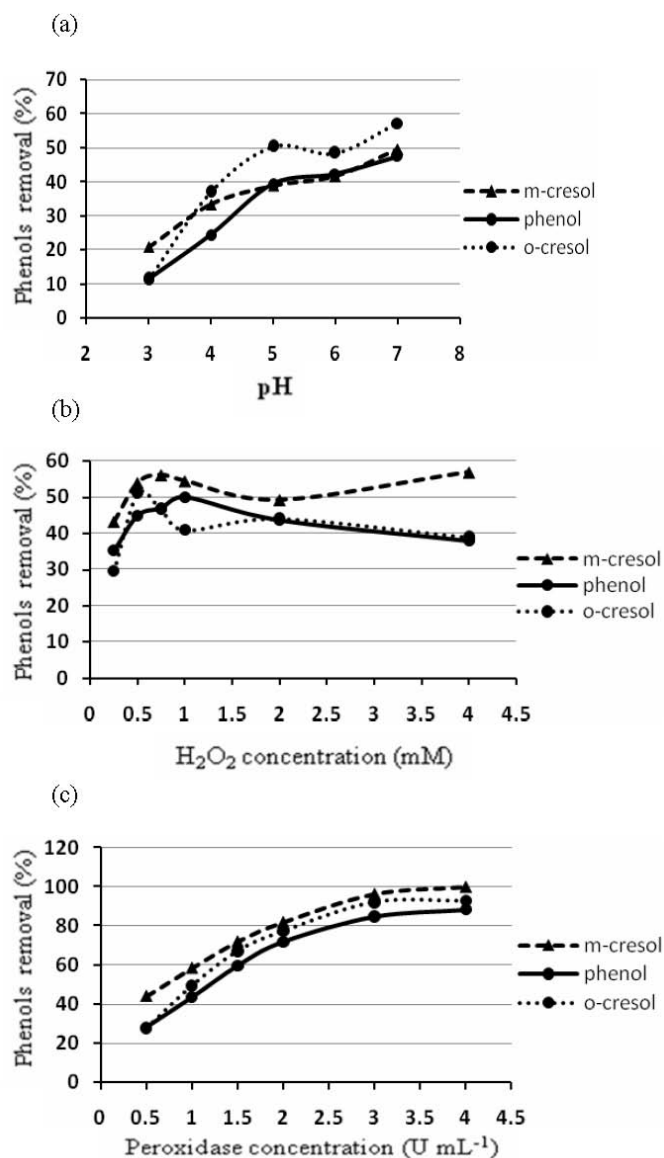 (a)
70
60
50
40
30
20
10
0
Phenols removal (%)
2 3 4 5 6 7 8
pH
m-cresol
phenol
o-cresol
(b)
60
50
40
30
20
10
0
Phenols removal (%)
0 0.5 1 1.5 2 2.5 3 3.5 4 4.5
H₂O₂ concentration (mM)
m-cresol
phenol
o-cresol
(c)
120
100
80
60
40
20
0
Phenols removal (%)
0 0.5 1 1.5 2 2.5 3 3.5 4 4.5
Peroxidase concentration (U mL⁻¹)
m-cresol
phenol
o-cresol